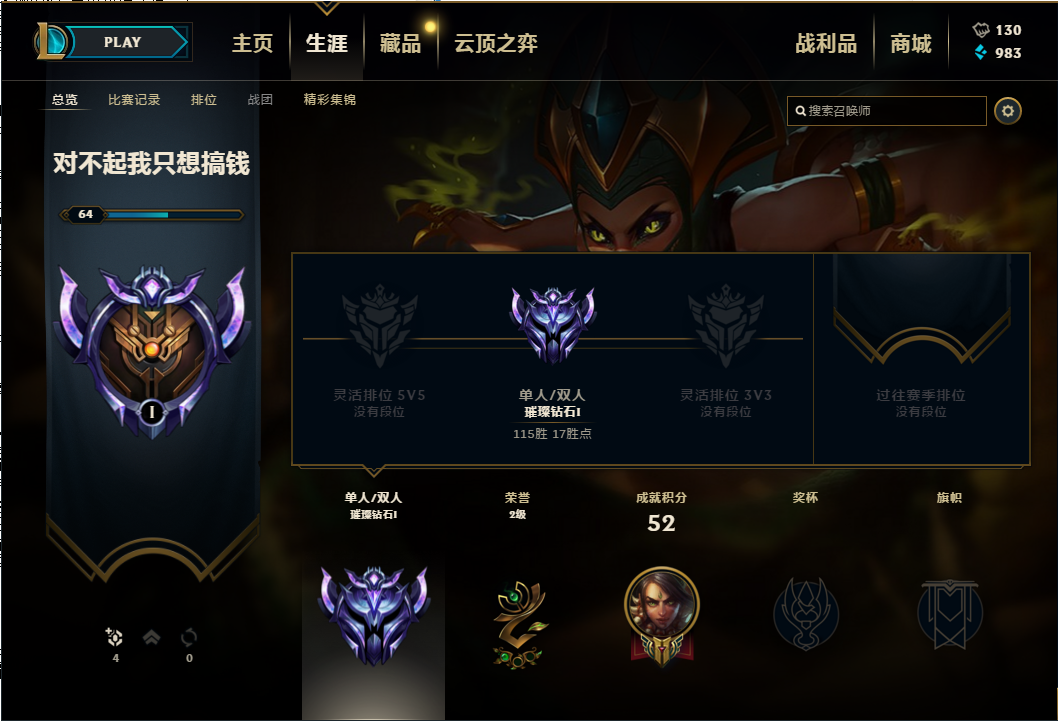 PLAY
主页
生涯
藏品
云顶之弈
战利品
商城
130
983
总览
比赛记录
排位
战团
精彩集锦
搜索召唤师
对不起我只想搞钱
64
I
灵活排位 5V5
没有段位
单人/双人
璀璨钻石I
115胜 17胜点
灵活排位 3V3
没有段位
过往赛季排位
没有段位
单人/双人
璀璨钻石I
荣誉
2级
成就积分
52
奖杯
旗帜
4
0